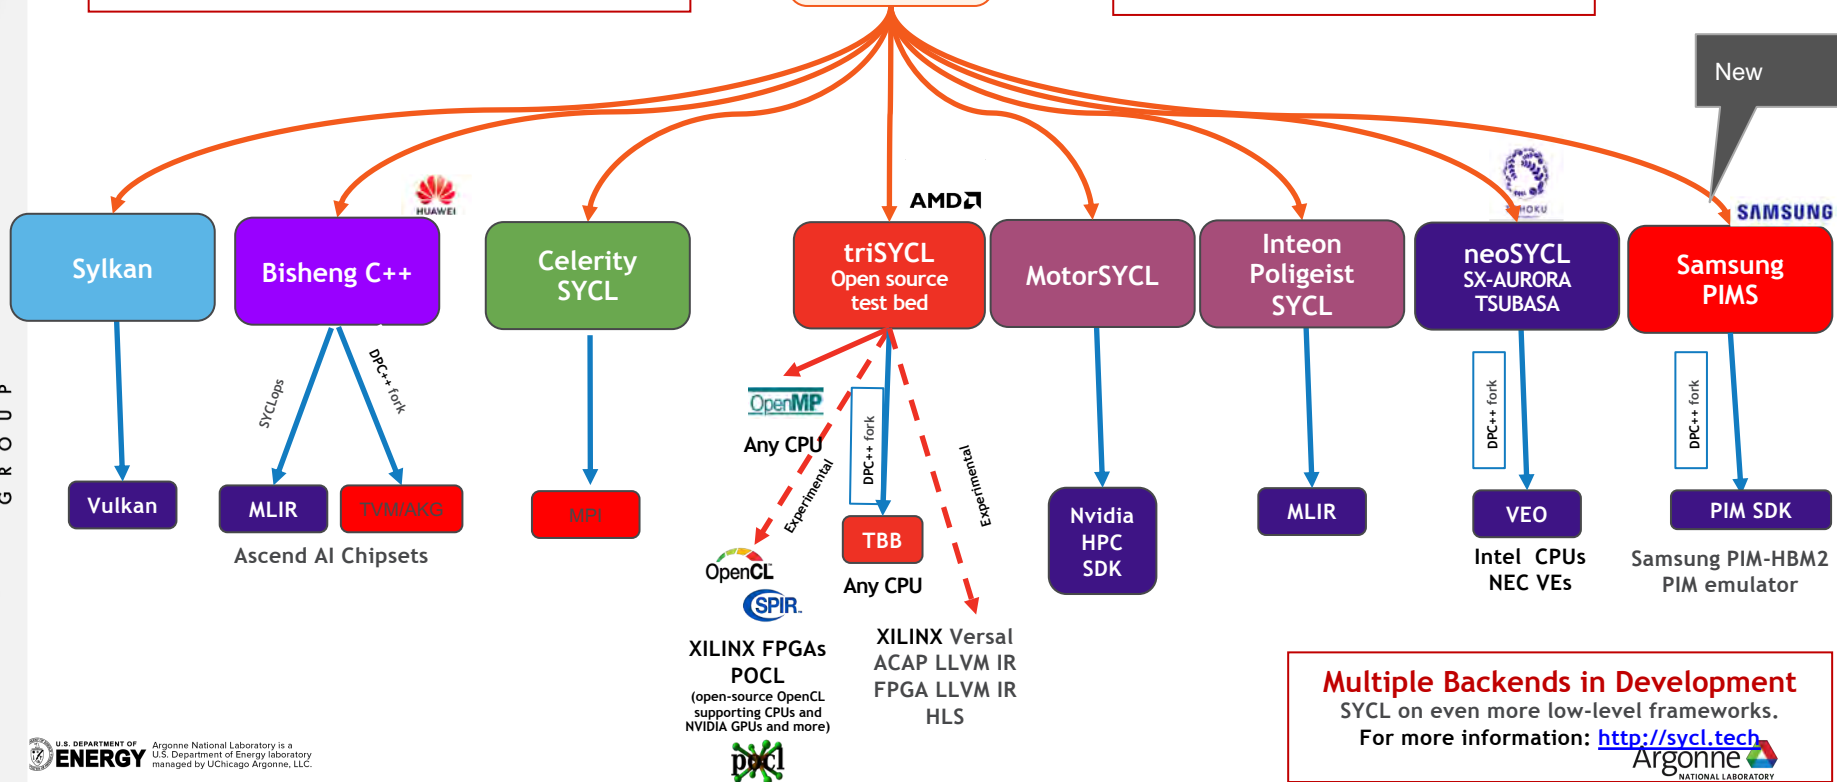 New
HUAWEI
AMD
SAMSUNG
Sylkan
Bisheng C++
Celerity
SYCL
triSYCL
Open source
test bed
MotorSYCL
Inteon
Poligeist
SYCL
neoSYCL
SX-AURORA
TSUBASA
Samsung
PIMS
SYCLops
DPC++ fork
OpenMP
Any CPU
Experimental
DPC++ fork
Experimental
DPC++ fork
DPC++ fork
GROUP
Vulkan
MLIR
TVM/AKG
Ascend AI Chipsets
MPI
OpenCL
SPIR
TBB
Any CPU
Nvidia
HPC
SDK
MLIR
VEO
Intel CPUs
NEC VEs
PIM SDK
Samsung PIM-HBM2
PIM emulator
XILINX FPGAs
POCL
(open-source OpenCL
supporting CPUs and
NVIDIA GPUs and more)
pocl
XILINX Versal
ACAP LLVM IR
FPGA LLVM IR
HLS
Multiple Backends in Development
SYCL on even more low-level frameworks.
For more information: http://sycl.tech
U.S. DEPARTMENT OF
ENERGY
Argonne National Laboratory is a
U.S. Department of Energy laboratory
managed by UChicago Argonne, LLC.
Argonne
NATIONAL LABORATORY